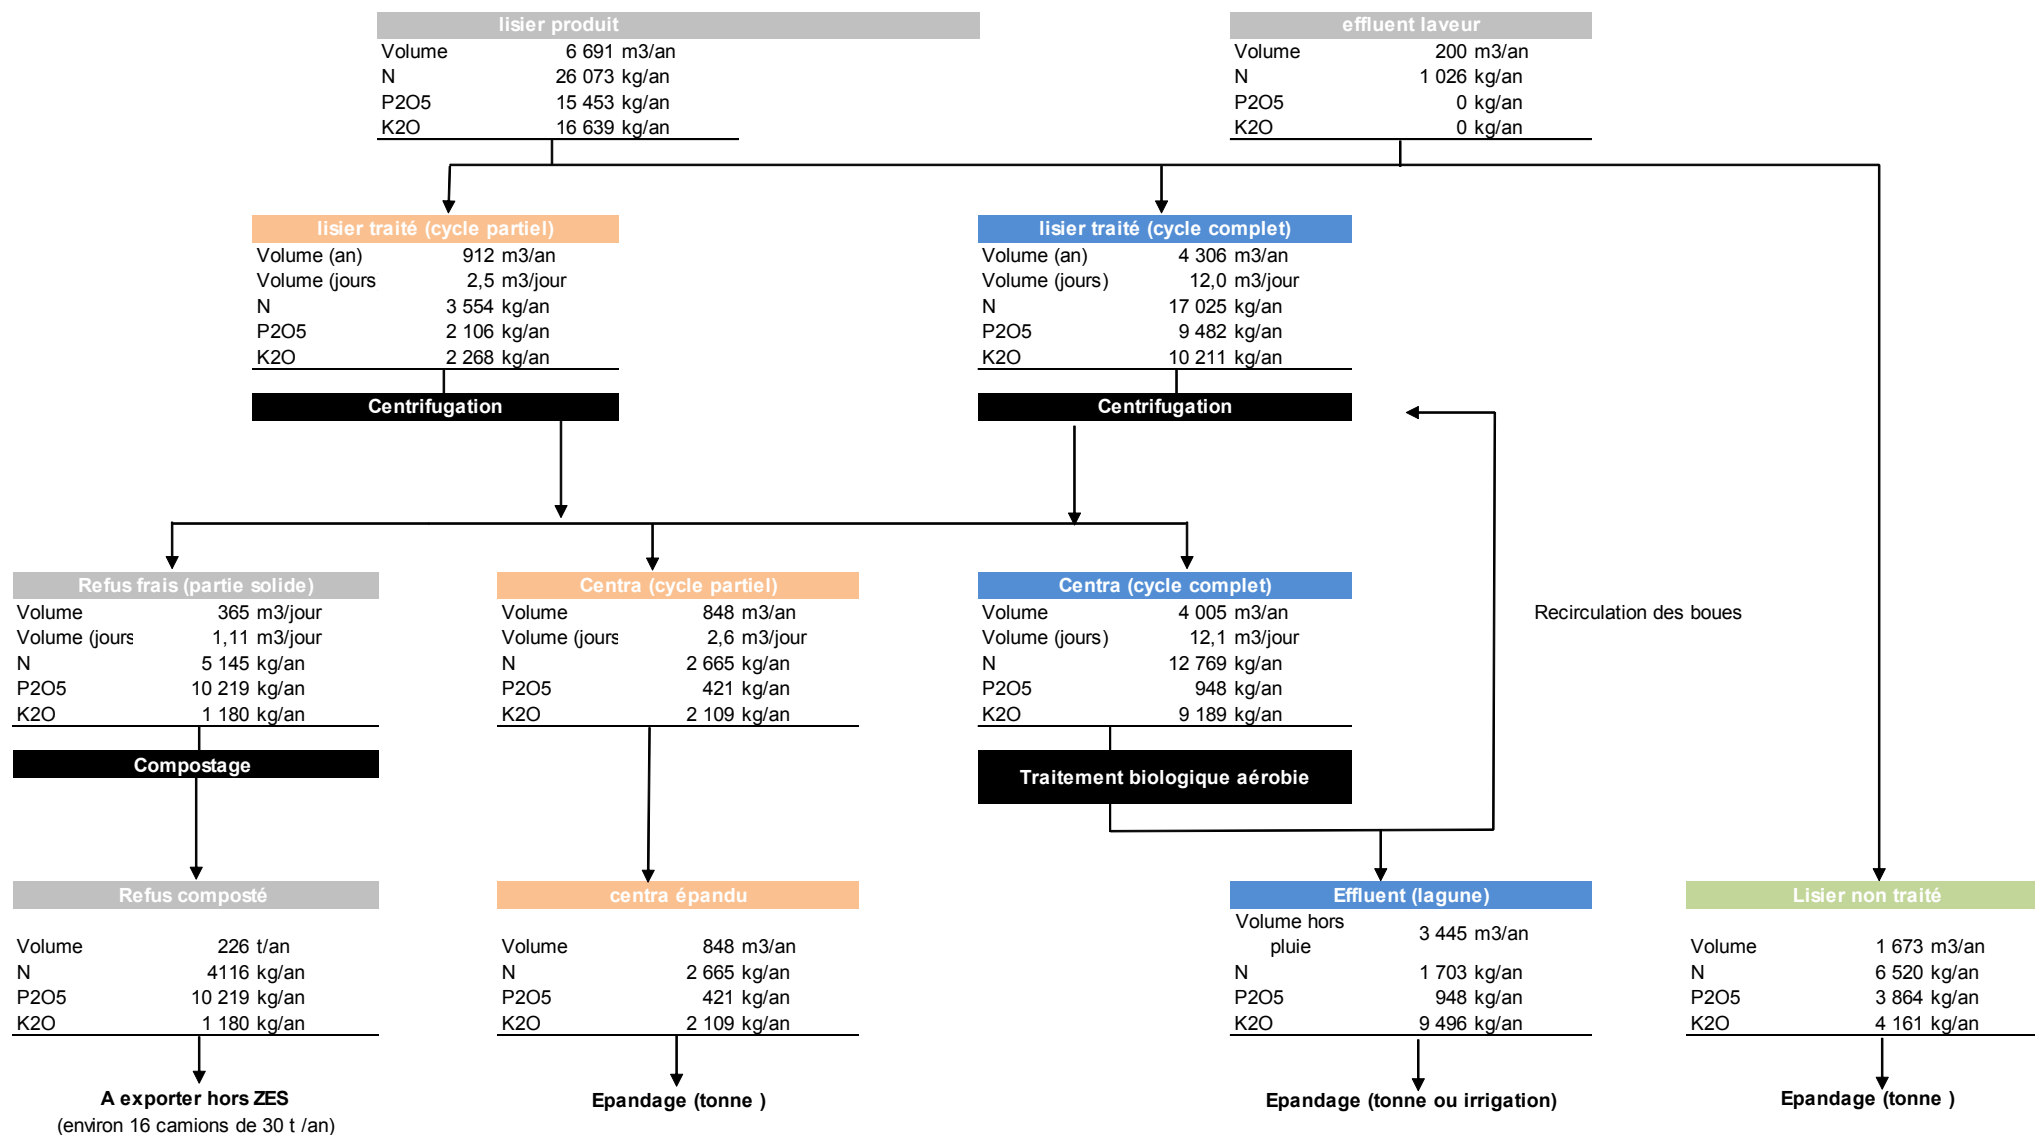 lisier produit
Volume 6 691 m3/an
N 26 073 kg/an
P2O5 15 453 kg/an
K2O 16 639 kg/an
effluent laveur
Volume 200 m3/an
N 1 026 kg/an
P2O5 0 kg/an
K2O 0 kg/an
lisier traité (cycle partiel)
Volume (an) 912 m3/an
Volume (jours 2,5 m3/jour
N 3 554 kg/an
P2O5 2 106 kg/an
K2O 2 268 kg/an
Centrifugation
lisier traité (cycle complet)
Volume (an) 4 306 m3/an
Volume (jours) 12,0 m3/jour
N 17 025 kg/an
P2O5 9 482 kg/an
K2O 10 211 kg/an
Centrifugation
Refus frais (partie solide)
Volume 365 m3/jour
Volume (jours 1,11 m3/jour
N 5 145 kg/an
P2O5 10 219 kg/an
K2O 1 180 kg/an
Compostage
Centra (cycle partiel)
Volume 848 m3/an
Volume (jours 2,6 m3/jour
N 2 665 kg/an
P2O5 421 kg/an
K2O 2 109 kg/an
Centra (cycle complet)
Volume 4 005 m3/an
Volume (jours) 12,1 m3/jour
N 12 769 kg/an
P2O5 948 kg/an
K2O 9 189 kg/an
Traitement biologique aérobie
Recirculation des boues
Refus composté
Volume 226 t/an
N 4116 kg/an
P2O5 10 219 kg/an
K2O 1 180 kg/an
A exporter hors ZES
(environ 16 camions de 30 t /an)
centra épandu
Volume 848 m3/an
N 2 665 kg/an
P2O5 421 kg/an
K2O 2 109 kg/an
Epandage (tonne )
Effluent (lagune)
Volume hors
pluie 3 445 m3/an
N 1 703 kg/an
P2O5 948 kg/an
K2O 9 496 kg/an
Epandage (tonne ou irrigation)
Lisier non traité
Volume 1 673 m3/an
N 6 520 kg/an
P2O5 3 864 kg/an
K2O 4 161 kg/an
Epandage (tonne )